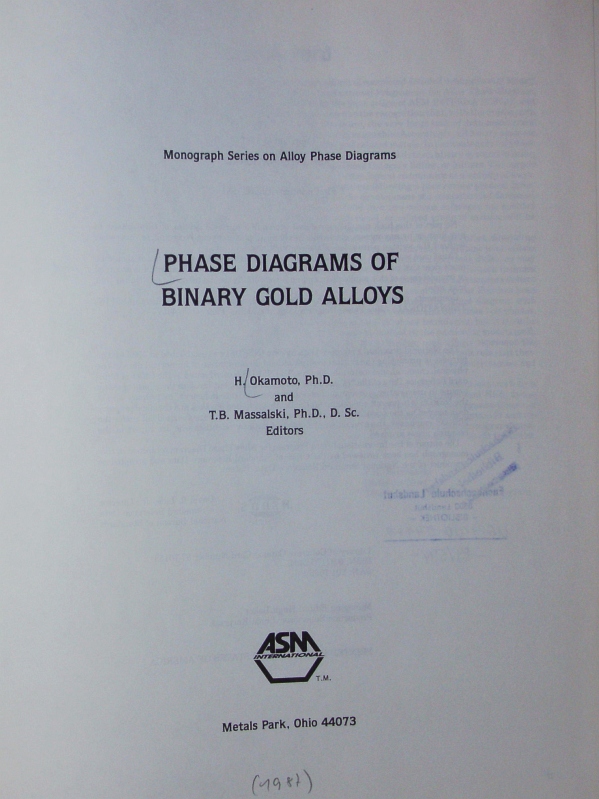 Monograph Series on Alloy Phase Diagrams
PHASE DIAGRAMS OF
BINARY GOLD ALLOYS
H. Okamoto, Ph.D.
and
T.B. Massalski, Ph.D., D. Sc.
Editors
ASM
INTERNATIONAL
T.M.
Metals Park, Ohio 44073
(1987)